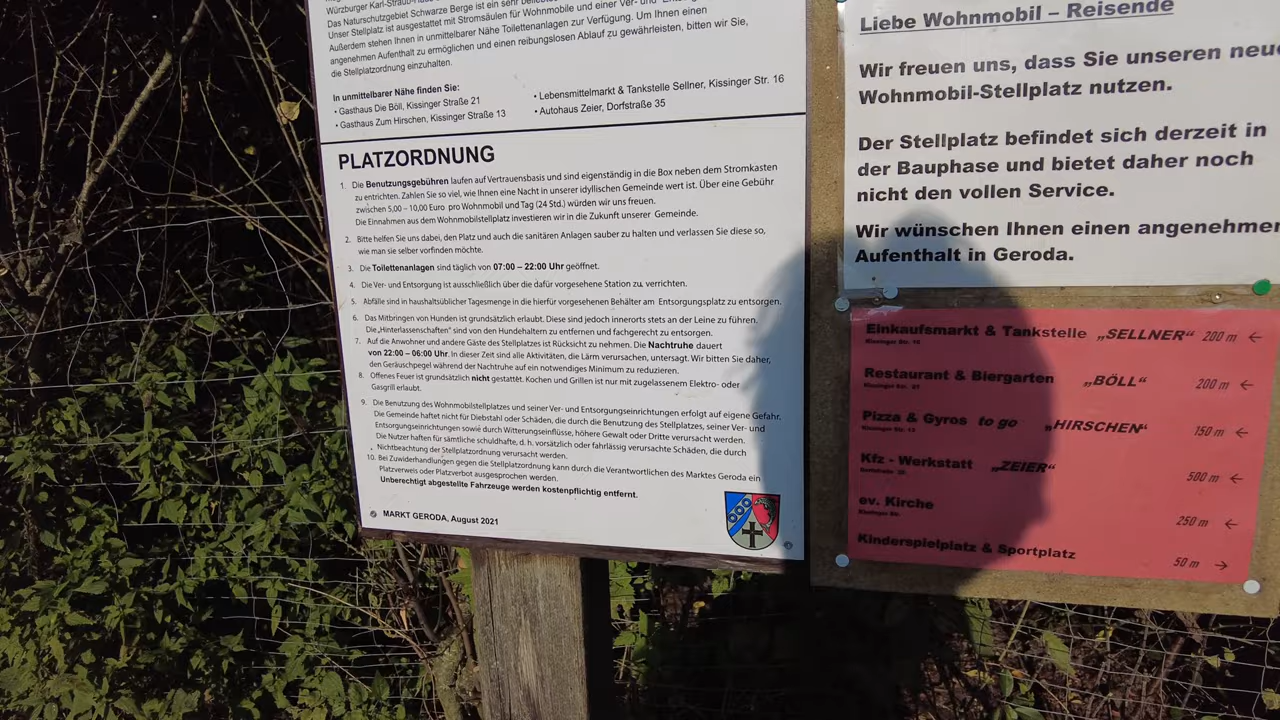 Würzburger Karl-Straub-
Das Naturschutzgebiet Schwarze Berge ist ein sehr
Unser Stellplatz ist ausgestattet mit Stromsäulen für Wohnmobile und einer Ver- und
Außerdem stehen Ihnen in unmittelbarer Nähe Toilettenanlagen zur Verfügung. Um Ihnen einen
angenehmen Aufenthalt zu ermöglichen und einen reibungslosen Ablauf zu gewährleisten, bitten wir Sie,
die Stellplatzordnung einzuhalten.
In unmittelbarer Nähe finden Sie:
• Gasthaus Die Böll, Kissinger Straße 21
• Gasthaus Zum Hirschen, Kissinger Straße 13
• Lebensmittelmarkt & Tankstelle Sellner, Kissinger Str. 16
• Autohaus Zeier, Dorfstraße 35
PLATZORDNUNG
1. Die Benutzungsgebühren laufen auf Vertrauensbasis und sind eigenständig in die Box neben dem Stromkasten
zu entrichten. Zahlen Sie so viel, wie Ihnen eine Nacht in unserer idyllischen Gemeinde wert ist. Über eine Gebühr
zwischen 5,00 – 10,00 Euro pro Wohnmobil und Tag (24 Std.) würden wir uns freuen.
Die Einnahmen aus dem Wohnmobilstellplatz investieren wir in die Zukunft unserer Gemeinde.
2. Bitte helfen Sie uns dabei, den Platz und auch die sanitären Anlagen sauber zu halten und verlassen Sie diese so,
wie man sie selber vorfinden möchte.
3. Die Toilettenanlagen sind täglich von 07:00 – 22:00 Uhr geöffnet.
4. Die Ver- und Entsorgung ist ausschließlich über die dafür vorgesehene Station zu verrichten.
5. Abfälle sind in haushaltsüblicher Tagesmenge in die hierfür vorgesehenen Behälter am Entsorgungsplatz zu entsorgen.
6. Das Mitbringen von Hunden ist grundsätzlich erlaubt. Diese sind jedoch innerorts stets an der Leine zu führen.
Die „Hinterlassenschaften" sind von den Hundehaltern zu entfernen und fachgerecht zu entsorgen.
7. Auf die Anwohner und andere Gäste des Stellplatzes ist Rücksicht zu nehmen. Die Nachtruhe dauert
von 22:00 – 06:00 Uhr. In dieser Zeit sind alle Aktivitäten, die Lärm verursachen, untersagt. Wir bitten Sie daher,
den Geräuschpegel während der Nachtruhe auf ein notwendiges Minimum zu reduzieren.
8. Offenes Feuer ist grundsätzlich nicht gestattet. Kochen und Grillen ist nur mit zugelassenem Elektro- oder
Gasgrill erlaubt.
9. Die Benutzung des Wohnmobilstellplatzes und seiner Ver- und Entsorgungseinrichtungen erfolgt auf eigene Gefahr.
Die Gemeinde haftet nicht für Diebstahl oder Schäden, die durch die Benutzung des Stellplatzes, seiner Ver- und
Entsorgungseinrichtungen sowie durch Witterungseinflüsse, höhere Gewalt oder Dritte verursacht werden.
Die Nutzer haften für sämtliche schuldhafte, d. h. vorsätzlich oder fahrlässig verursachte Schäden, die durch
Nichtbeachtung der Stellplatzordnung verursacht werden.
10. Bei Zuwiderhandlungen gegen die Stellplatzordnung kann durch die Verantwortlichen des Marktes Geroda ein
Platzverweis oder Platzverbot ausgesprochen werden.
Unberechtigt abgestellte Fahrzeuge werden kostenpflichtig entfernt.
MARKT GERODA, August 2021
Liebe Wohnmobil – Reisende
Wir freuen uns, dass Sie unseren neue
Wohnmobil-Stellplatz nutzen.
Der Stellplatz befindet sich derzeit in
der Bauphase und bietet daher noch
nicht den vollen Service.
Wir wünschen Ihnen einen angenehmen
Aufenthalt in Geroda.
Einkaufsmarkt & Tankstelle „SELLNER" 200 m ←
Kissinger Str. 16
Restaurant & Biergarten „BÖLL" 200 m ←
Kissinger Str. 21
Pizza & Gyros to go „HIRSCHEN" 150 m ←
Kissinger Str. 13
Kfz - Werkstatt „ZEIER" 500 m ←
Dorfstraße 35
ev. Kirche 250 m ←
Kissinger Str.
Kinderspielplatz & Sportplatz 50 m →